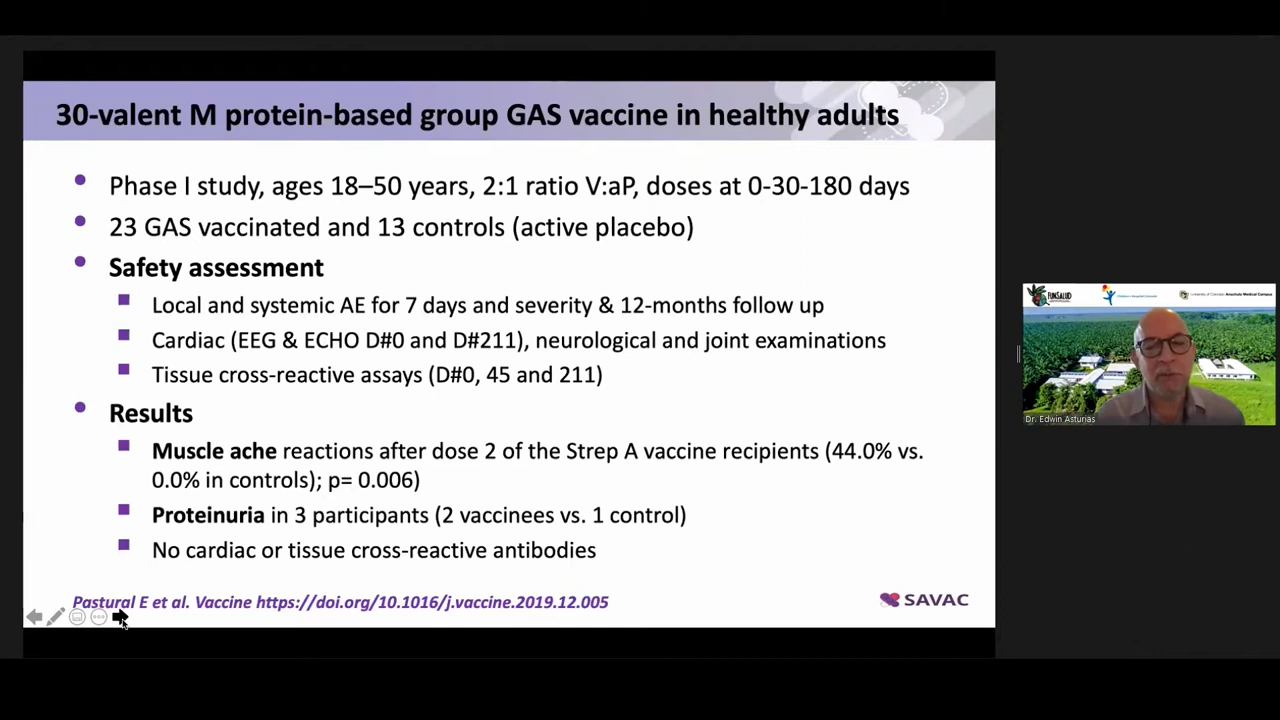 30-valent M protein-based group GAS vaccine in healthy adults
Phase I study, ages 18–50 years, 2:1 ratio V:aP, doses at 0-30-180 days
23 GAS vaccinated and 13 controls (active placebo)
Safety assessment
Local and systemic AE for 7 days and severity & 12-months follow up
Cardiac (EEG & ECHO D#0 and D#211), neurological and joint examinations
Tissue cross-reactive assays (D#0, 45 and 211)
Results
Muscle ache reactions after dose 2 of the Strep A vaccine recipients (44.0% vs.
0.0% in controls); p= 0.006)
Proteinuria in 3 participants (2 vaccinees vs. 1 control)
No cardiac or tissue cross-reactive antibodies
Pastural E et al. Vaccine https://doi.org/10.1016/j.vaccine.2019.12.005
SAVAC
FUNSALUD
Dr. Edwin Asturias